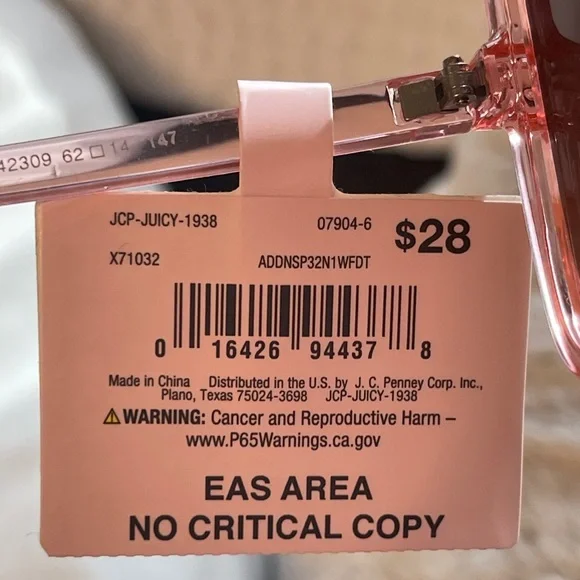 42309 62 □ 14 147
JCP-JUICY-1938 07904-6 $28
X71032 ADDNSP32N1WFDT
0 16426 94437 8
Made in China Distributed in the U.S. by J. C. Penney Corp. Inc.,
Plano, Texas 75024-3698 JCP-JUICY-1938
⚠WARNING: Cancer and Reproductive Harm –
www.P65Warnings.ca.gov
EAS AREA
NO CRITICAL COPY